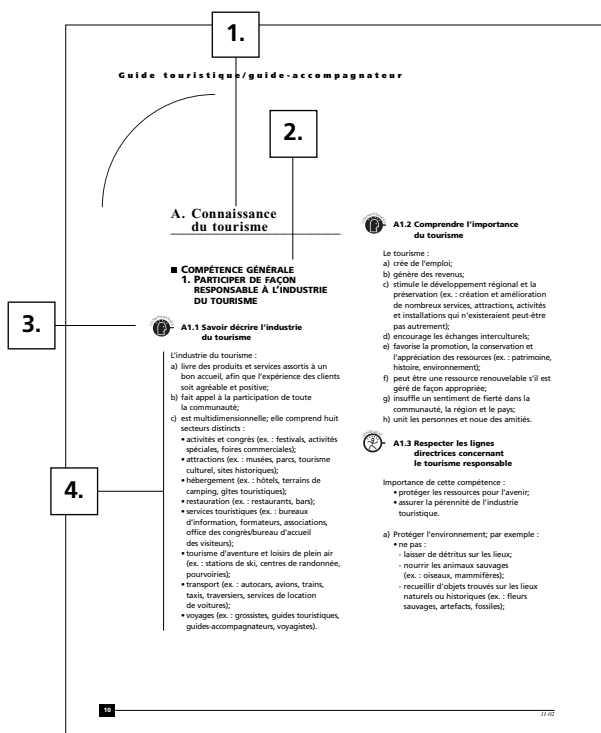 1.
Guide touristique/guide-accompagnateur
2.
A. Connaissance
du tourisme
■ COMPÉTENCE GÉNÉRALE
1. PARTICIPER DE FAÇON
RESPONSABLE À L'INDUSTRIE
DU TOURISME
3.
A1.1 Savoir décrire l'industrie
du tourisme
L'industrie du tourisme :
a) livre des produits et services assortis à un
bon accueil, afin que l'expérience des clients
soit agréable et positive;
b) fait appel à la participation de toute
la communauté;
c) est multidimensionnelle; elle comprend huit
secteurs distincts :
• activités et congrès (ex. : festivals, activités
spéciales, foires commerciales);
• attractions (ex. : musées, parcs, tourisme
culturel, sites historiques);
• hébergement (ex. : hôtels, terrains de
camping, gîtes touristiques);
4.
• restauration (ex. : restaurants, bars);
• services touristiques (ex. : bureaux
d'information, formateurs, associations,
office des congrès/bureau d'accueil
des visiteurs);
• tourisme d'aventure et loisirs de plein air
(ex. : stations de ski, centres de randonnée,
pourvoiries);
• transport (ex. : autocars, avions, trains,
taxis, traversiers, services de location
de voitures);
• voyages (ex. : grossistes, guides touristiques,
guides-accompagnateurs, voyagistes).
A1.2 Comprendre l'importance
du tourisme
Le tourisme :
a) crée de l'emploi;
b) génère des revenus;
c) stimule le développement régional et la
préservation (ex. : création et amélioration
de nombreux services, attractions, activités
et installations qui n'existeraient peut-être
pas autrement);
d) encourage les échanges interculturels;
e) favorise la promotion, la conservation et
l'appréciation des ressources (ex. : patrimoine,
histoire, environnement);
f) peut être une ressource renouvelable s'il est
géré de façon appropriée;
g) insuffle un sentiment de fierté dans la
communauté, la région et le pays;
h) unit les personnes et noue des amitiés.
A1.3 Respecter les lignes
directrices concernant
le tourisme responsable
Importance de cette compétence :
• protéger les ressources pour l'avenir;
• assurer la pérennité de l'industrie
touristique.
a) Protéger l'environnement; par exemple :
• ne pas :
- laisser de détritus sur les lieux;
- nourrir les animaux sauvages
(ex. : oiseaux, mammifères);
- recueillir d'objets trouvés sur les lieux
naturels ou historiques (ex. : fleurs
sauvages, artefacts, fossiles);
10
11-02